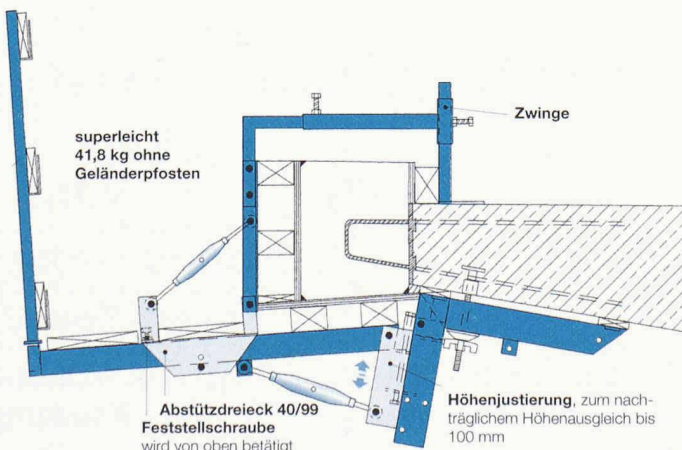 superleicht
41,8 kg ohne
Geländerpfosten
Zwinge
Abstützdreieck 40/99
Feststellschraube
wird von oben betätigt
Höhenjustierung, zum nach-
träglichem Höhenausgleich bis
100 mm